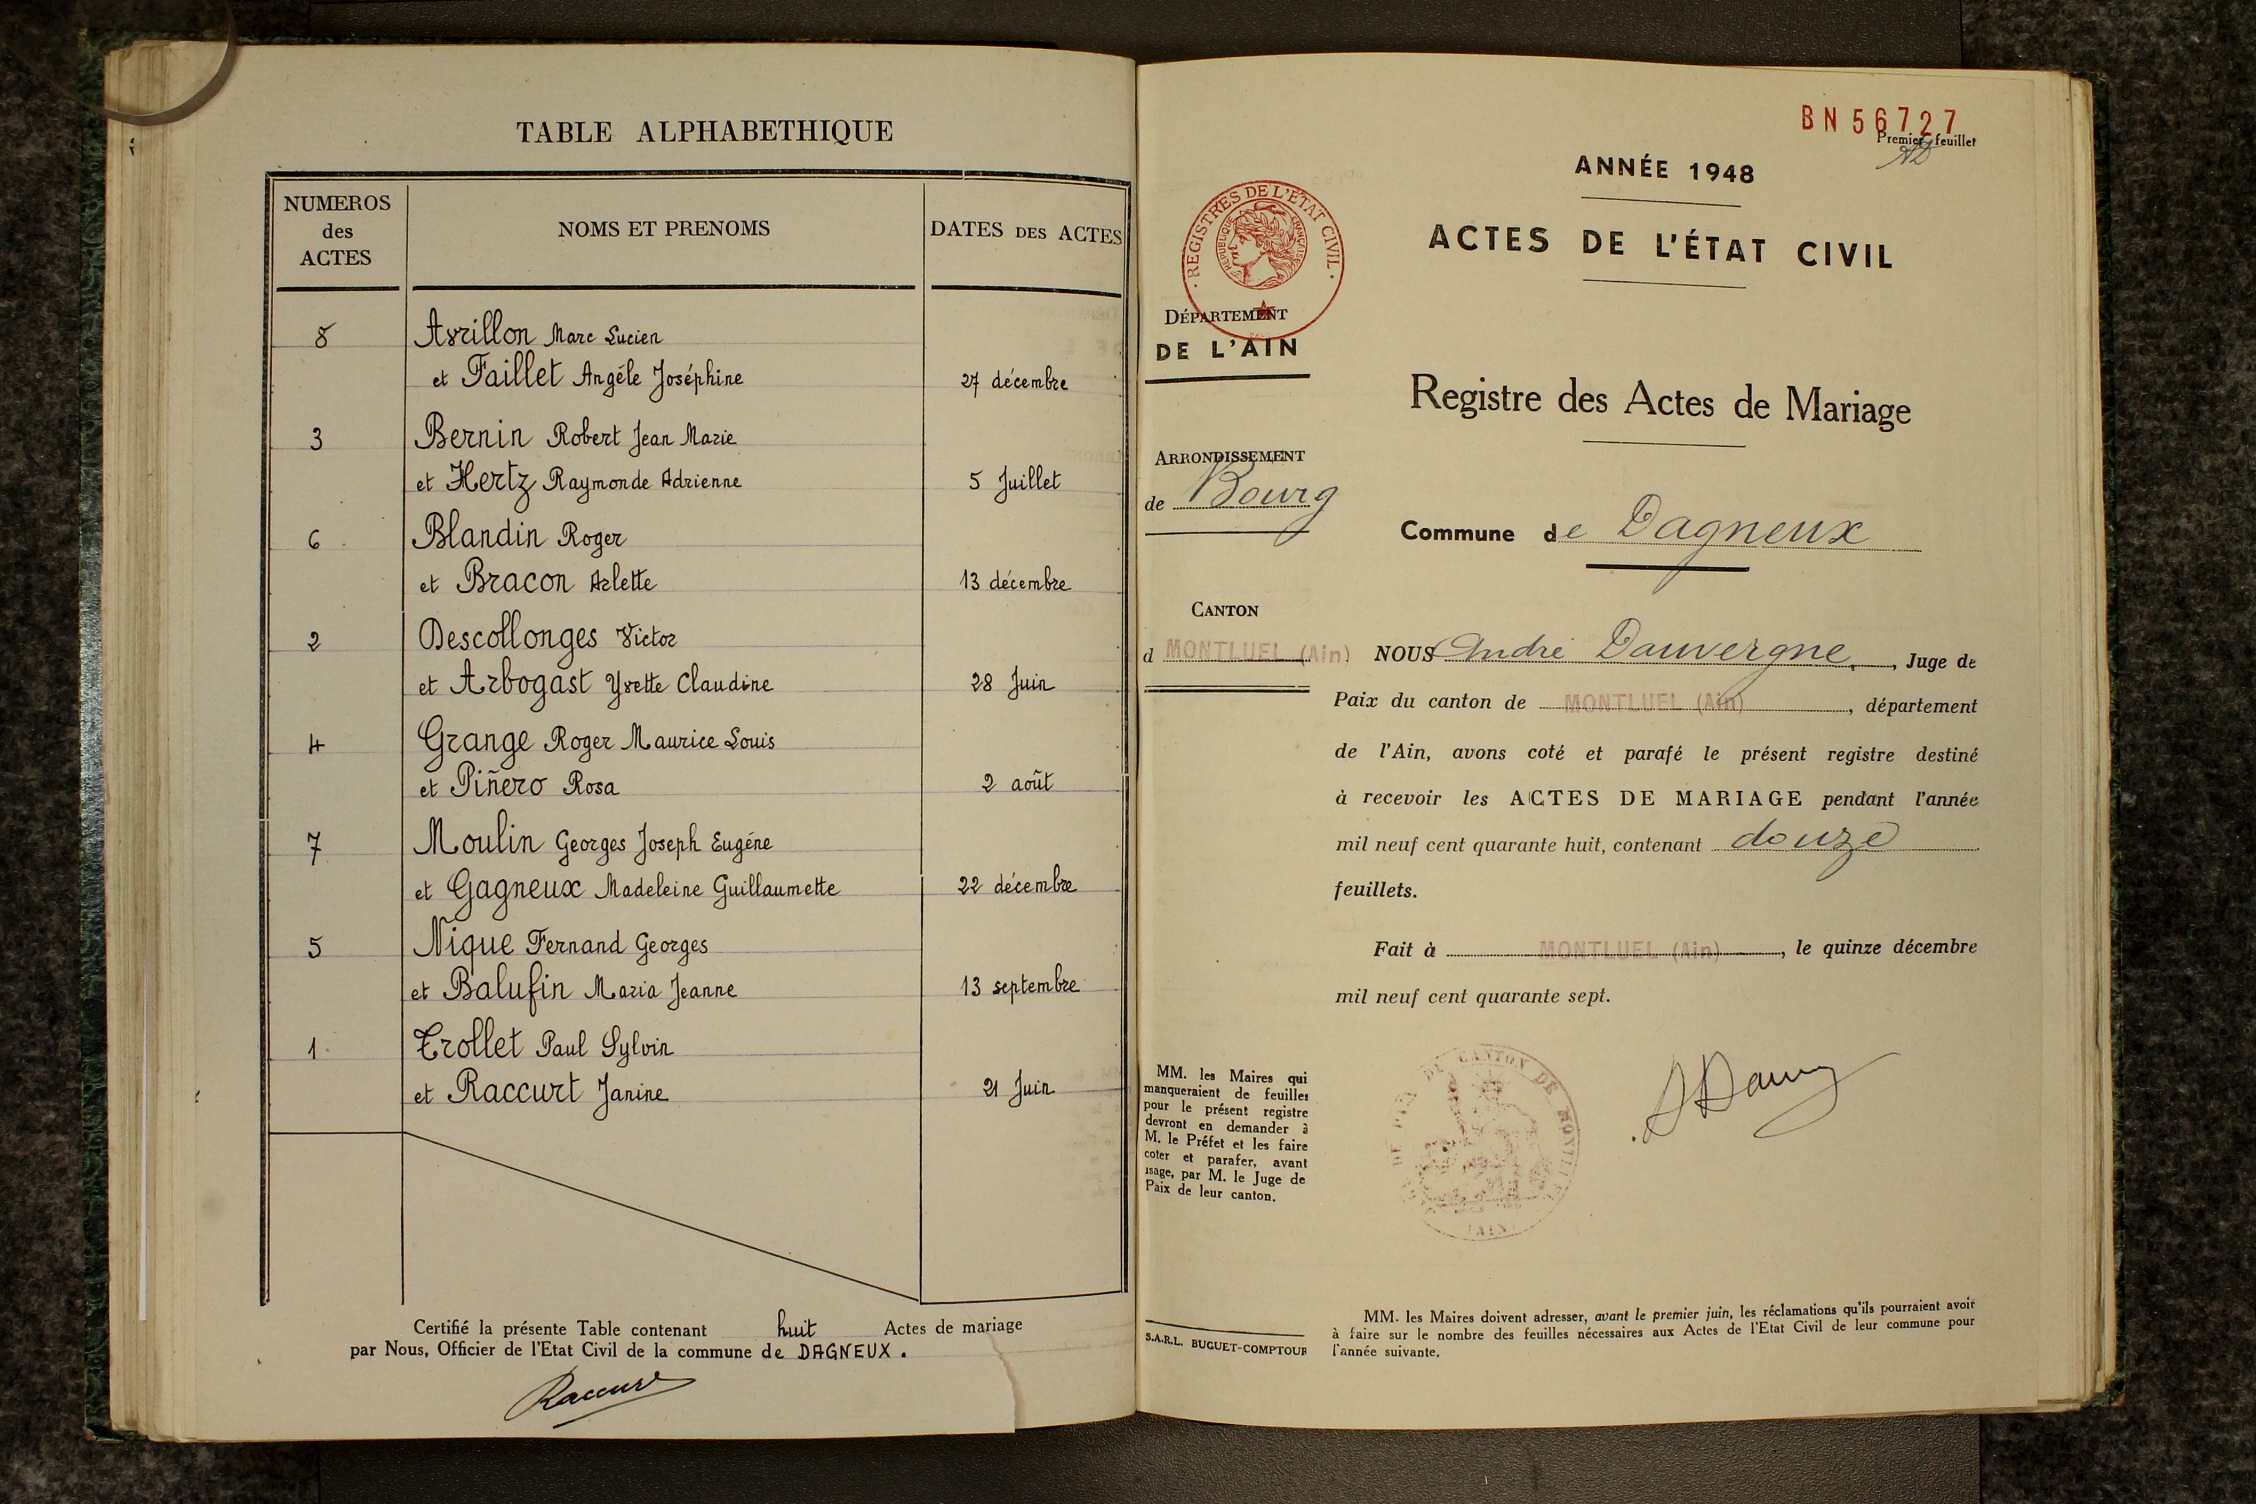 TABLE ALPHABETHIQUE
NUMEROS
des
ACTES
NOMS ET PRENOMS
DATES DES ACTES
8 Avrillon Marc Lucien
et Faillet Angéle Joséphine 27 décembre
3 Bernin Robert Jean Marie
et Hertz Raymonde Adrienne 5 Juillet
6 Blandin Roger
et Bracon Arlette 13 décembre
2 Descollonges Victor
et Arbogast Yvette Claudine 28 Juin
4 Grange Roger Maurice Louis
et Piñero Rosa 2 août
7 Moulin Georges Joseph Eugéne
et Gagneux Madeleine Guillaumette 22 décembre
5 Nique Fernand Georges
et Balufin Maria Jeanne 13 septembre
1 Trollet Paul Sylvin
et Raccurt Janine 21 Juin
Certifié la présente Table contenant huit Actes de mariage
par Nous, Officier de l'Etat Civil de la commune de DAGNEUX.
Raccurt
BN 56727
Premier feuillet
ANNÉE 1948
ACTES DE L'ÉTAT CIVIL
REGISTRES DE L'ÉTAT CIVIL
REPUBLIQUE FRANÇAISE
DÉPARTEMENT
DE L'AIN
Registre des Actes de Mariage
ARRONDISSEMENT
de Bourg
Commune de Dagneux
CANTON
d MONTLUEL (Ain)
NOUS André Dauvergne, Juge de
Paix du canton de MONTLUEL (Ain), département
de l'Ain, avons coté et parafé le présent registre destiné
à recevoir les ACTES DE MARIAGE pendant l'année
mil neuf cent quarante huit, contenant douze
feuillets.
Fait à MONTLUEL (Ain), le quinze décembre
mil neuf cent quarante sept.
MM. les Maires qui
manqueraient de feuilles
pour le présent registre
devront en demander à
M. le Préfet et les faire
coter et parafer, avant
usage, par M. le Juge de
Paix de leur canton.
DU CANTON DE
AIN
S.A.R.L. BUGUET-COMPTOUR
MM. les Maires doivent adresser, avant le premier juin, les réclamations qu'ils pourraient avoir
à faire sur le nombre des feuilles nécessaires aux Actes de l'Etat Civil de leur commune pour
l'année suivante.